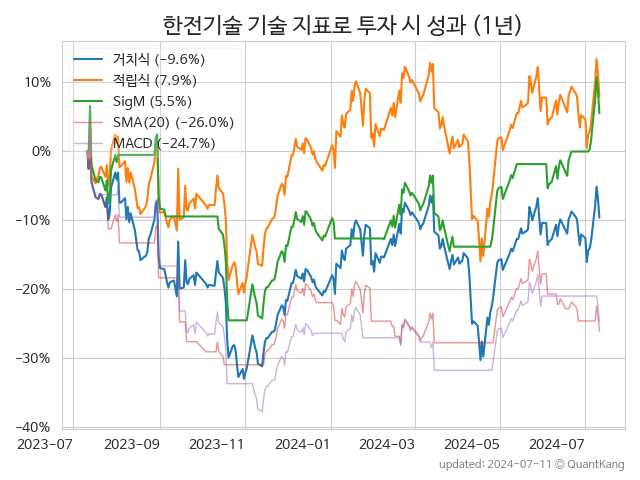 한전기술 기술 지표로 투자 시 성과 (1년)
거치식 (−9.6%)
적립식 (7.9%)
SigM (5.5%)
SMA(20) (−26.0%)
MACD (−24.7%)
10%
0%
−10%
−20%
−30%
−40%
2023-07 2023-09 2023-11 2024-01 2024-03 2024-05 2024-07
updated: 2024-07-11 © QuantKang